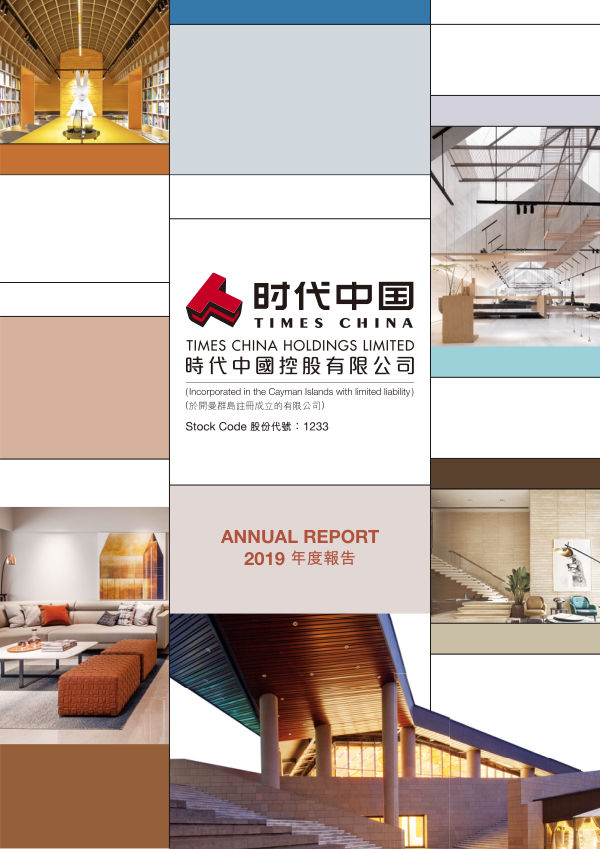 时代中国
TIMES CHINA
TIMES CHINA HOLDINGS LIMITED
時代中國控股有限公司
(Incorporated in the Cayman Islands with limited liability)
(於開曼群島註冊成立的有限公司)
Stock Code 股份代號：1233
ANNUAL REPORT
2019 年度報告